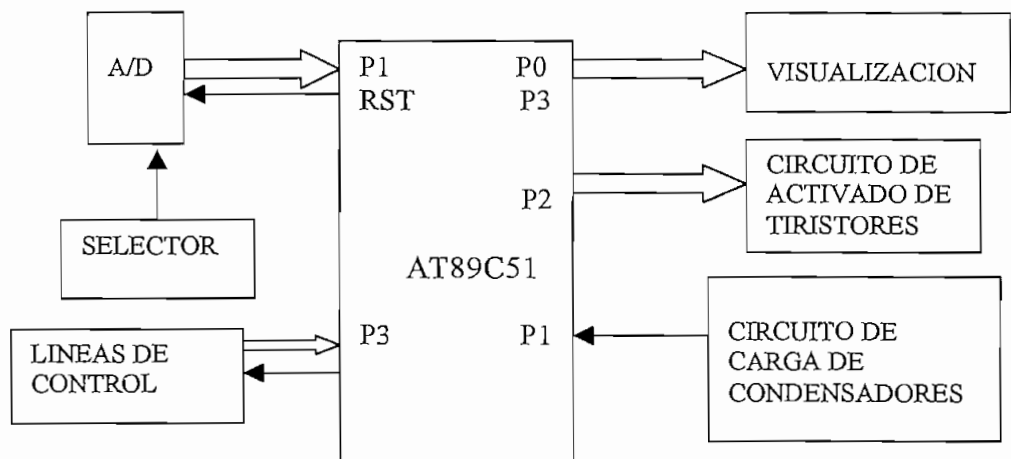 A/D
P1
RST
P0
P3
VISUALIZACION
SELECTOR
P2
CIRCUITO DE
ACTIVADO DE
TIRISTORES
AT89C51
LINEAS DE
CONTROL
P3
P1
CIRCUITO DE
CARGA DE
CONDENSADORES